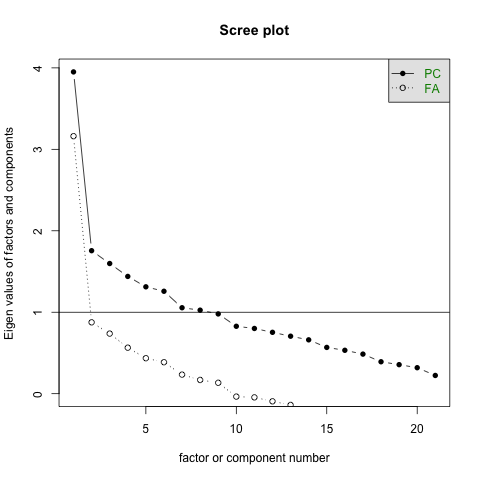 Scree plot
PC
FA
Eigen values of factors and components
4
3
2
1
0
5
10
15
20
factor or component number